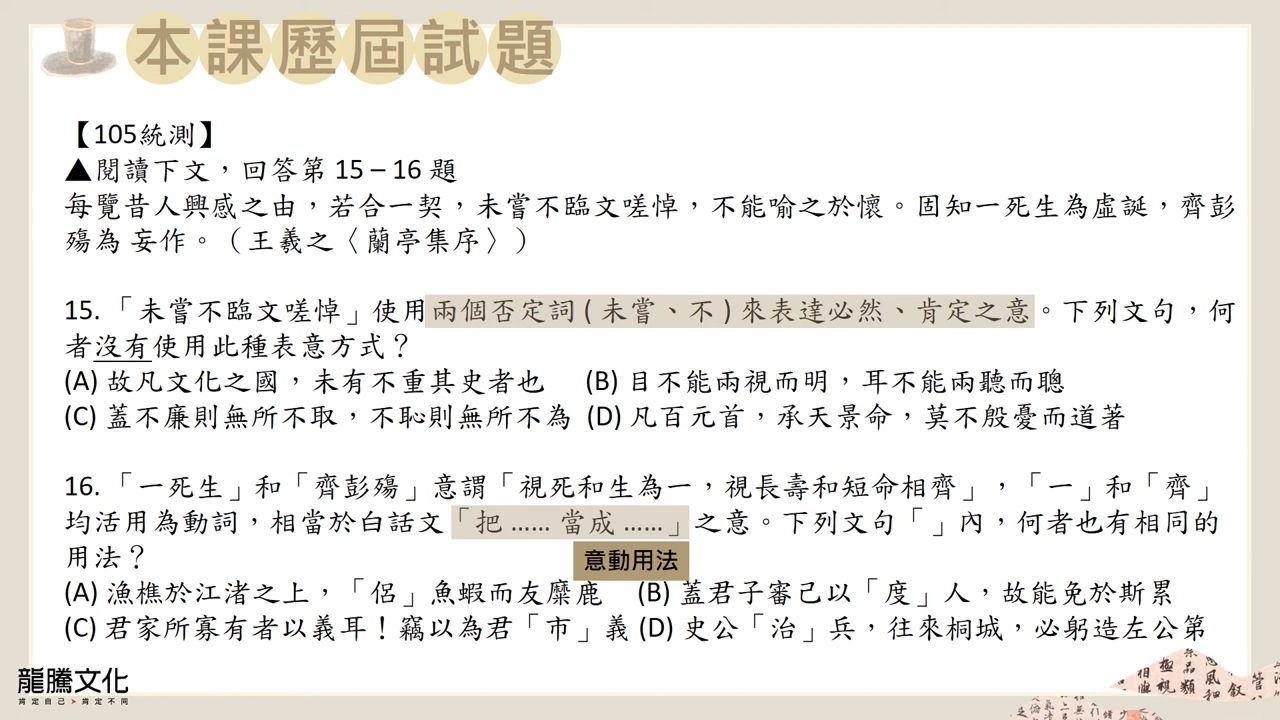 本課歷屆試題
【105統測】
▲閱讀下文，回答第 15 – 16 題
每覽昔人興感之由，若合一契，未嘗不臨文嗟悼，不能喻之於懷。固知一死生為虛誕，齊彭
殤為 妄作。（王羲之〈蘭亭集序〉）
15. 「未嘗不臨文嗟悼」使用兩個否定詞 ( 未嘗、不 ) 來表達必然、肯定之意。下列文句，何
者沒有使用此種表意方式？
(A) 故凡文化之國，未有不重其史者也 (B) 目不能兩視而明，耳不能兩聽而聰
(C) 蓋不廉則無所不取，不恥則無所不為 (D) 凡百元首，承天景命，莫不殷憂而道著
16. 「一死生」和「齊彭殤」意謂「視死和生為一，視長壽和短命相齊」，「一」和「齊」
均活用為動詞，相當於白話文「把 …… 當成 ……」之意。下列文句「 」內，何者也有相同的
用法？
意動用法
(A) 漁樵於江渚之上，「侶」魚蝦而友麋鹿 (B) 蓋君子審己以「度」人，故能免於斯累
(C) 君家所寡有者以義耳！竊以為君「市」義 (D) 史公「治」兵，往來桐城，必躬造左公第
龍騰文化
肯定自己➤肯定不同